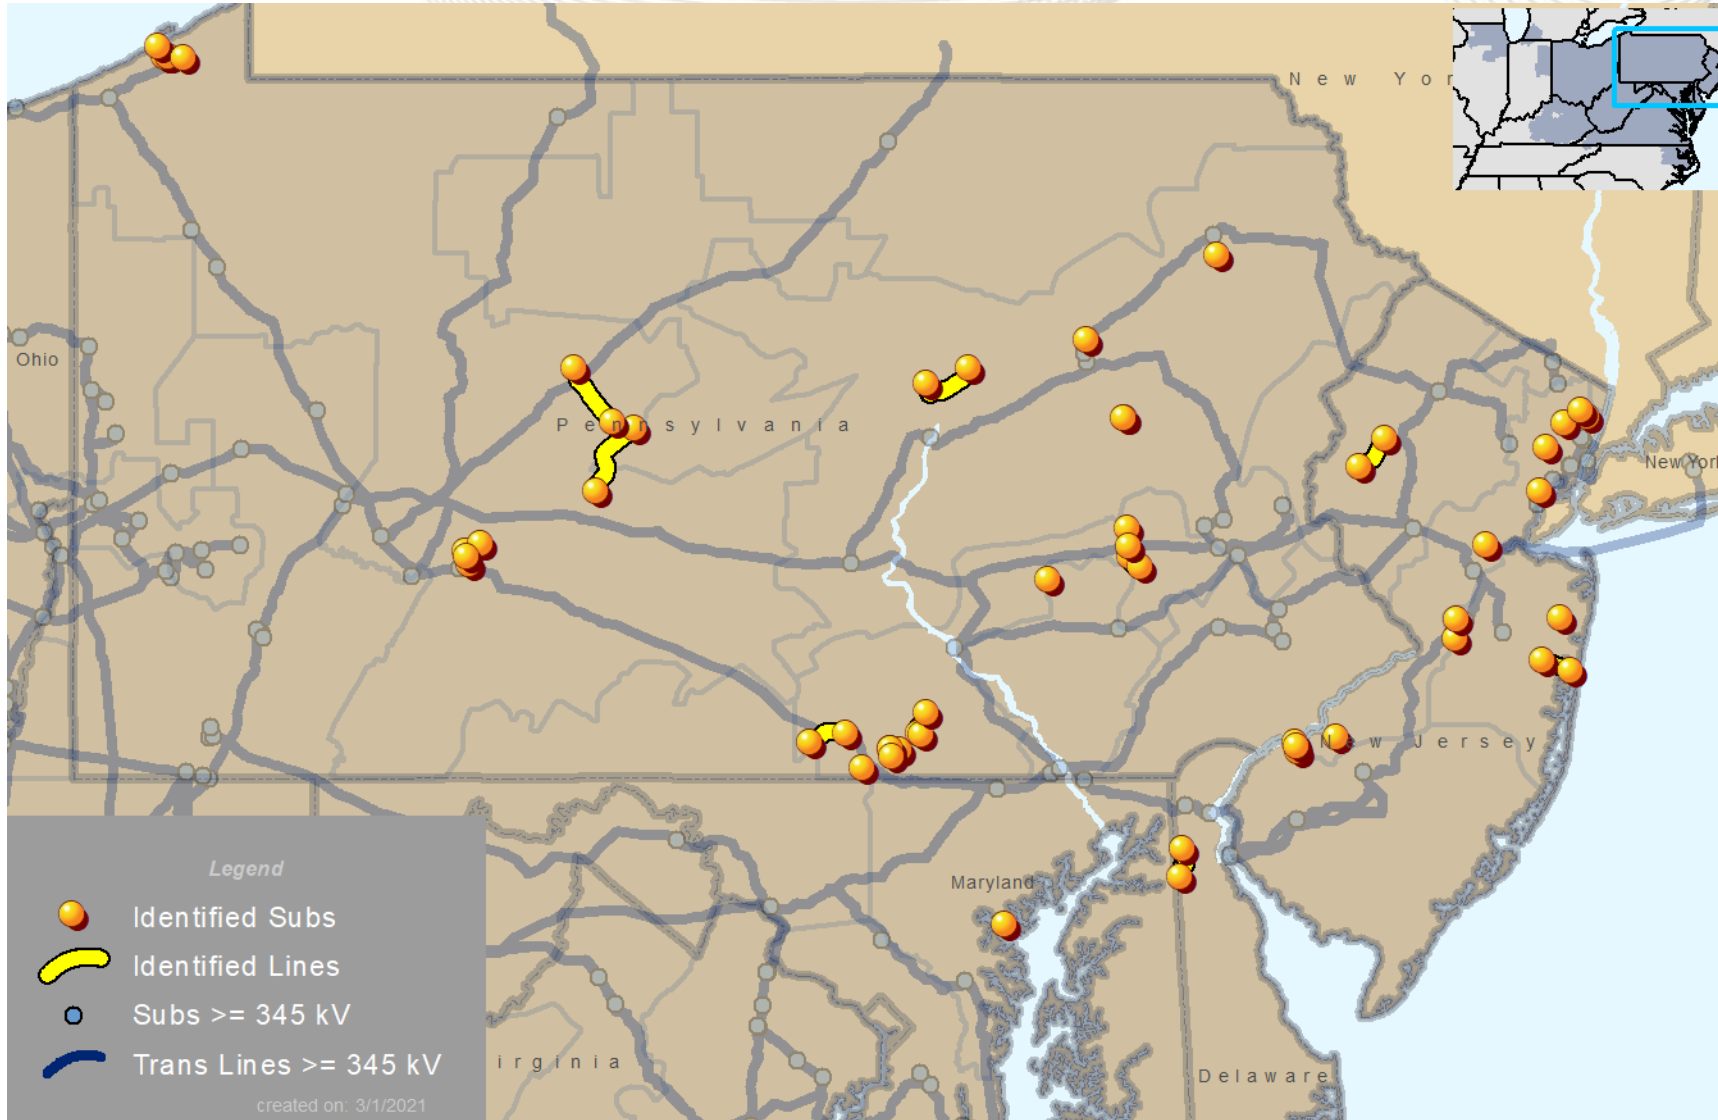 New Yor
Ohio
Pennsylvania
New York
New Jersey
Maryland
Legend
Identified Subs
Identified Lines
Subs >= 345 kV
Trans Lines >= 345 kV
created on: 3/1/2021
irginia
Delaware